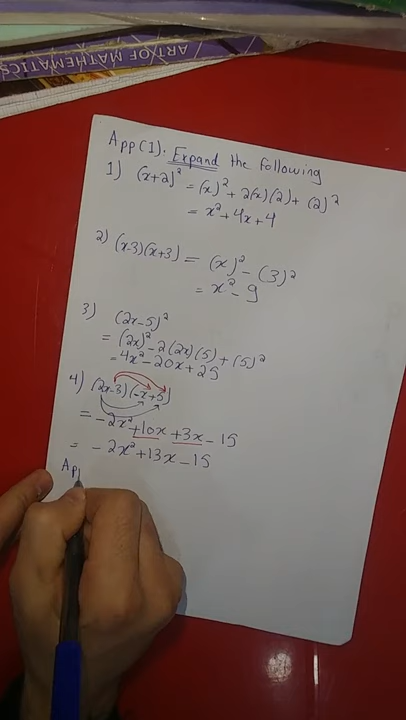 ART OF MATHEMATICS
App(1): Expand the following
1) (x+2)² = (x)² + 2(x)(2) + (2)²
= x² + 4x + 4
2) (x-3)(x+3) = (x)² - (3)²
= x² - 9
3) (2x-5)²
= (2x)² - 2(2x)(5) + (5)²
= 4x² - 20x + 25
4) (2x-3)(-x+5)
= -2x² +10x +3x - 15
= - 2x² + 13x - 15
Ap